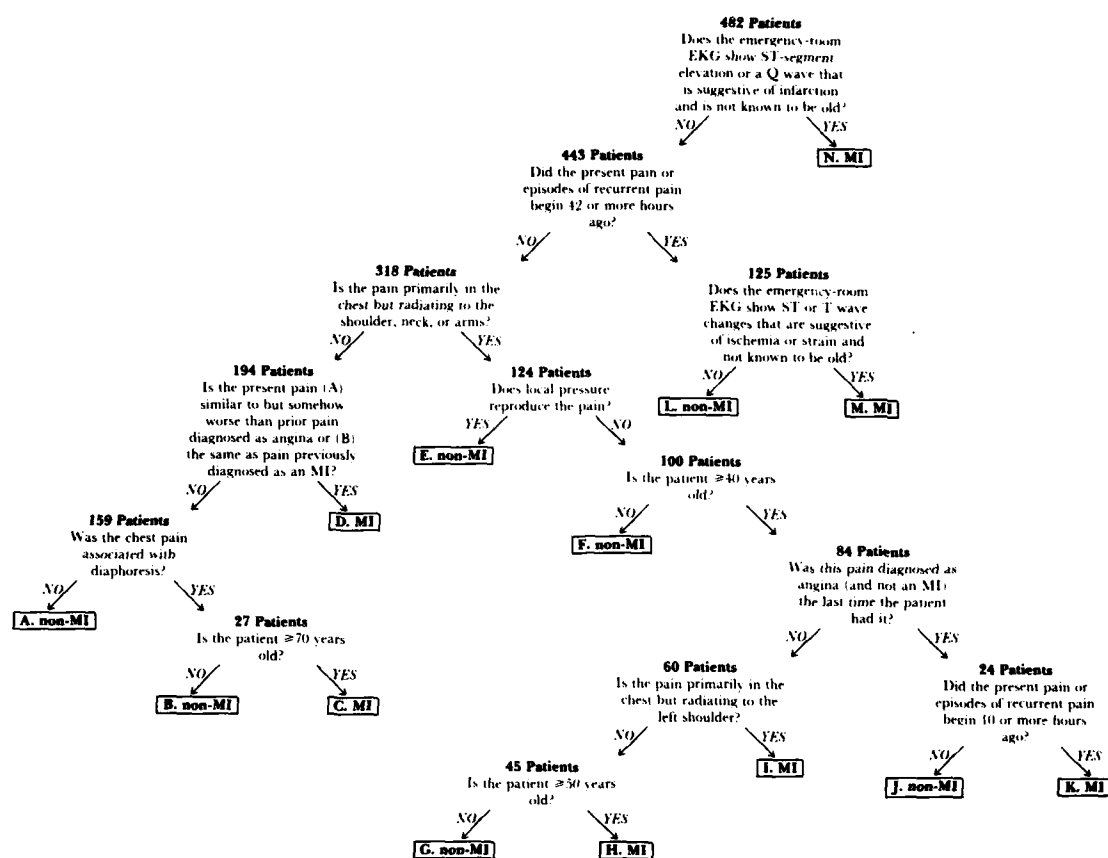 482 Patients
Does the emergency-room
EKG show ST-segment
elevation or a Q wave that
is suggestive of infarction
and is not known to be old?
NO
YES
N. MI
443 Patients
Did the present pain or
episodes of recurrent pain
begin 42 or more hours
ago?
NO
YES
318 Patients
Is the pain primarily in the
chest but radiating to the
shoulder, neck, or arms?
NO
YES
125 Patients
Does the emergency-room
EKG show ST or T wave
changes that are suggestive
of ischemia or strain and
not known to be old?
NO
YES
L. non-MI
M. MI
194 Patients
Is the present pain (A)
similar to but somehow
worse than prior pain
diagnosed as angina or (B)
the same as pain previously
diagnosed as an MI?
NO
YES
D. MI
124 Patients
Does local pressure
reproduce the pain?
YES
NO
E. non-MI
100 Patients
Is the patient ≥40 years
old?
NO
YES
F. non-MI
159 Patients
Was the chest pain
associated with
diaphoresis?
NO
YES
A. non-MI
27 Patients
Is the patient ≥70 years
old?
NO
YES
B. non-MI
C. MI
84 Patients
Was this pain diagnosed as
angina (and not an MI)
the last time the patient
had it?
NO
YES
60 Patients
Is the pain primarily in the
chest but radiating to the
left shoulder?
NO
YES
I. MI
24 Patients
Did the present pain or
episodes of recurrent pain
begin 10 or more hours
ago?
NO
YES
J. non-MI
K. MI
45 Patients
Is the patient ≥50 years
old?
NO
YES
G. non-MI
H. MI